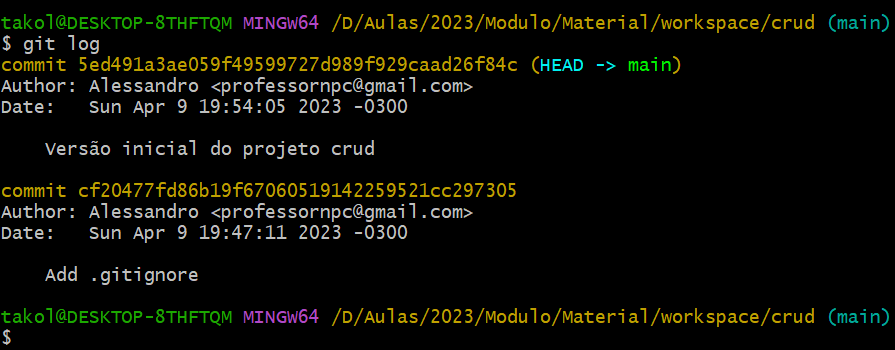 takol@DESKTOP-8THFTQM MINGW64 /D/Aulas/2023/Modulo/Material/workspace/crud (main)
$ git log
commit 5ed491a3ae059f49599727d989f929caad26f84c (HEAD -> main)
Author: Alessandro <professornpc@gmail.com>
Date:   Sun Apr 9 19:54:05 2023 -0300
    Versão inicial do projeto crud
commit cf20477fd86b19f67060519142259521cc297305
Author: Alessandro <professornpc@gmail.com>
Date:   Sun Apr 9 19:47:11 2023 -0300
    Add .gitignore
takol@DESKTOP-8THFTQM MINGW64 /D/Aulas/2023/Modulo/Material/workspace/crud (main)
$